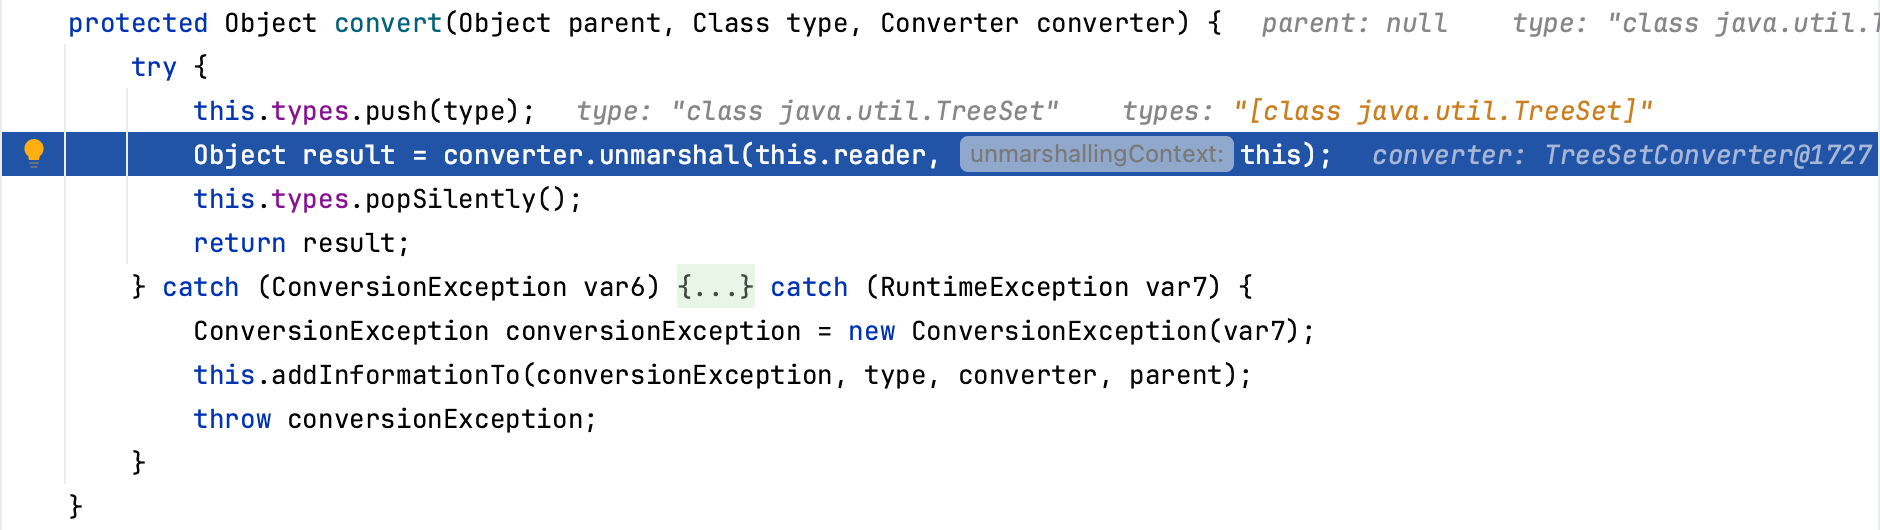 protected Object convert(Object parent, Class type, Converter converter) { parent: null type: "class java.util.
try {
this.types.push(type); type: "class java.util.TreeSet" types: "[class java.util.TreeSet]"
Object result = converter.unmarshal(this.reader, unmarshallingContext: this); converter: TreeSetConverter@1727
this.types.popSilently();
return result;
} catch (ConversionException var6) {...} catch (RuntimeException var7) {
ConversionException conversionException = new ConversionException(var7);
this.addInformationTo(conversionException, type, converter, parent);
throw conversionException;
}
}